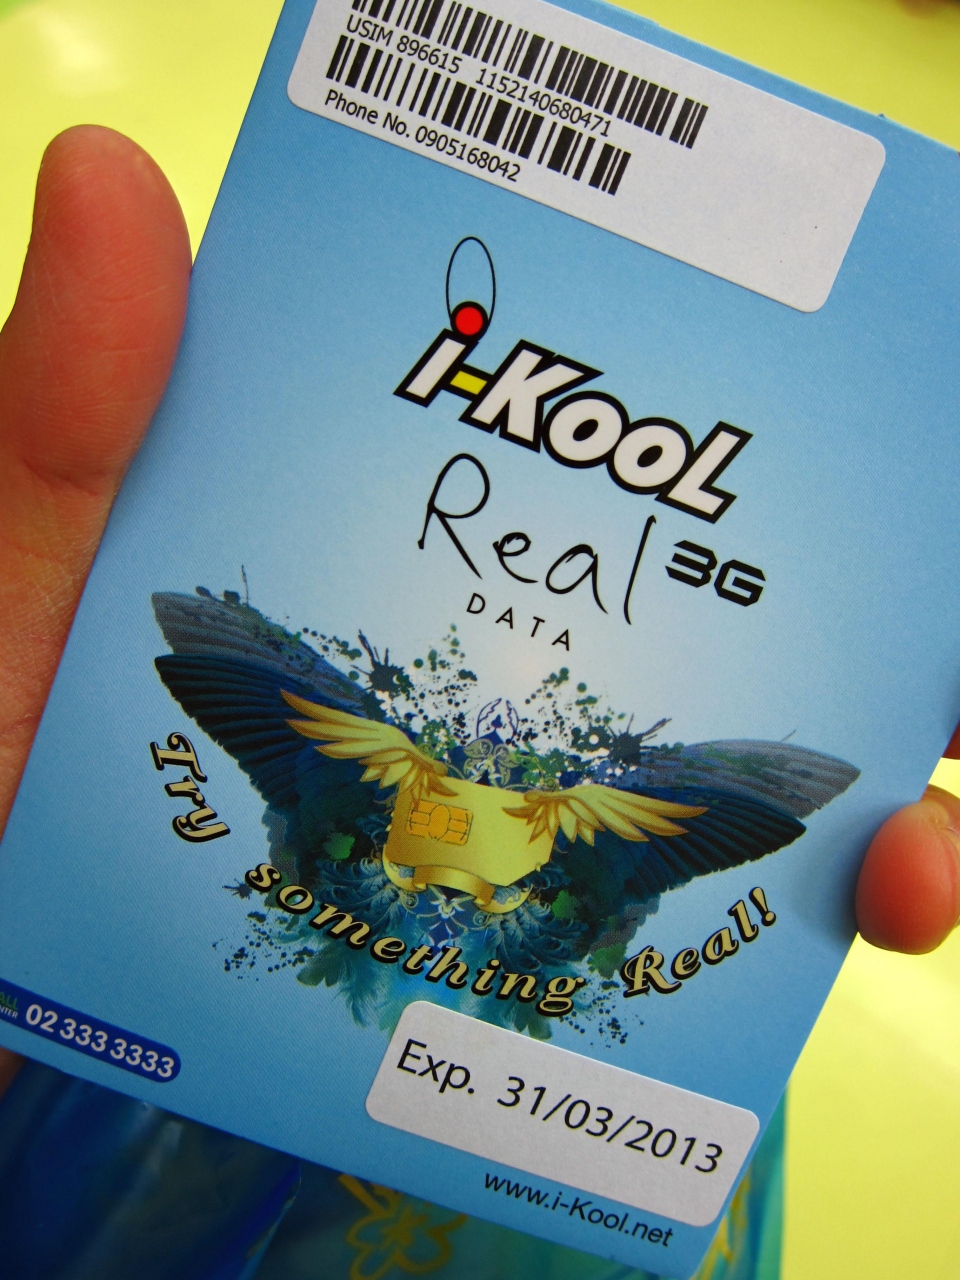 USIM 896615 1152140680471
Phone No. 0905168042
i-Kool
Real 3G
DATA
Try something Real!
02 333 3333
Exp. 31/03/2013
www.i-Kool.net